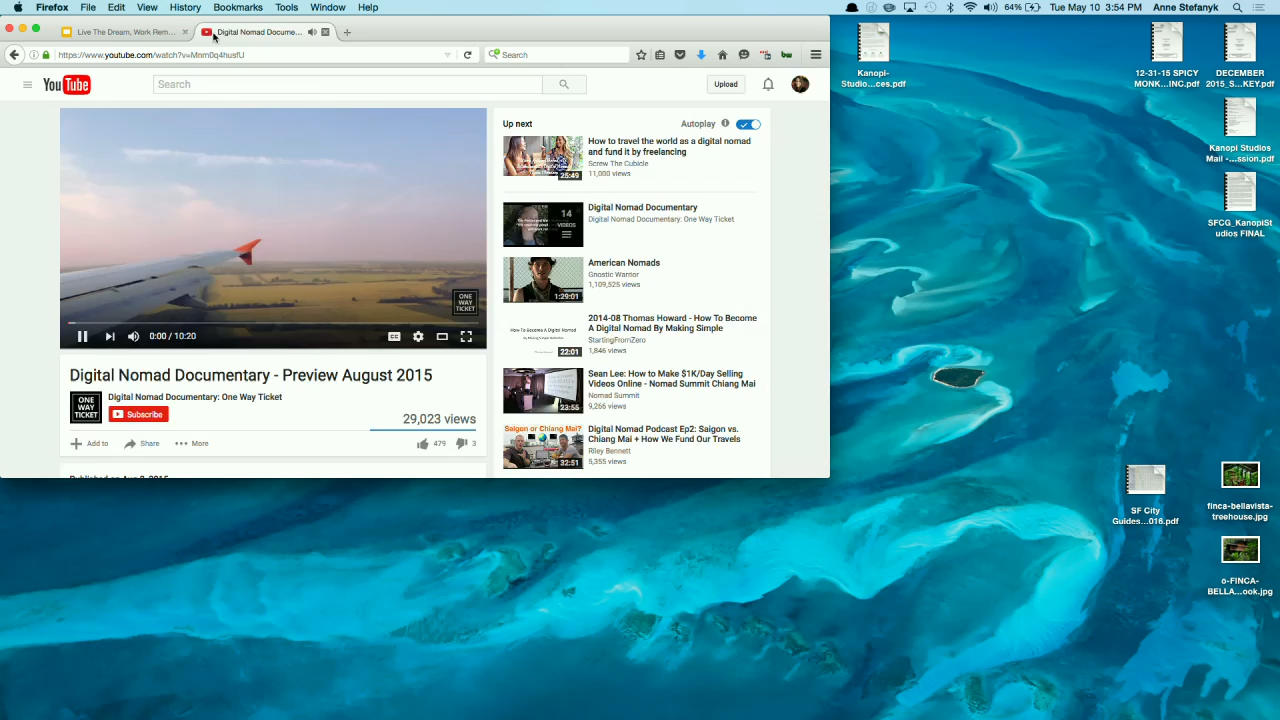 Firefox File Edit View History Bookmarks Tools Window Help
64% Tue May 10 3:54 PM Anne Stefanyk
Live The Dream, Work Rem...
Digital Nomad Docume...
https://www.youtube.com/watch?v=Mnm0q4husfU
Search
YouTube
Search
Upload
ONE
WAY
TICKET
0:00 / 10:20
CC
Digital Nomad Documentary - Preview August 2015
ONE
WAY
TICKET
Digital Nomad Documentary: One Way Ticket
Subscribe
29,023 views
Add to
Share
More
479
3
Up next
Autoplay
25:49
How to travel the world as a digital nomad
and fund it by freelancing
Screw The Cubicle
11,000 views
14
VIDEOS
Digital Nomad Documentary
Digital Nomad Documentary: One Way Ticket
1:29:01
American Nomads
Gnostic Warrior
1,109,525 views
How To Become A Digital Nomad
22:01
2014-08 Thomas Howard - How To Become
A Digital Nomad By Making Simple
StartingFromZero
1,846 views
23:55
Sean Lee: How to Make $1K/Day Selling
Videos Online - Nomad Summit Chiang Mai
Nomad Summit
9,266 views
Saigon or Chiang Mai?
32:51
Digital Nomad Podcast Ep2: Saigon vs.
Chiang Mai + How We Fund Our Travels
Riley Bennett
5,355 views
Kanopi-
Studio...ces.pdf
12-31-15 SPICY
MONK...INC.pdf
DECEMBER
2015_S...KEY.pdf
Kanopi Studios
Mail -...ssion.pdf
SFCG_KanopiSt
udios FINAL
SF City
Guides...016.pdf
finca-bellavista-
treehouse.jpg
o-FINCA-
BELLA...ook.jpg